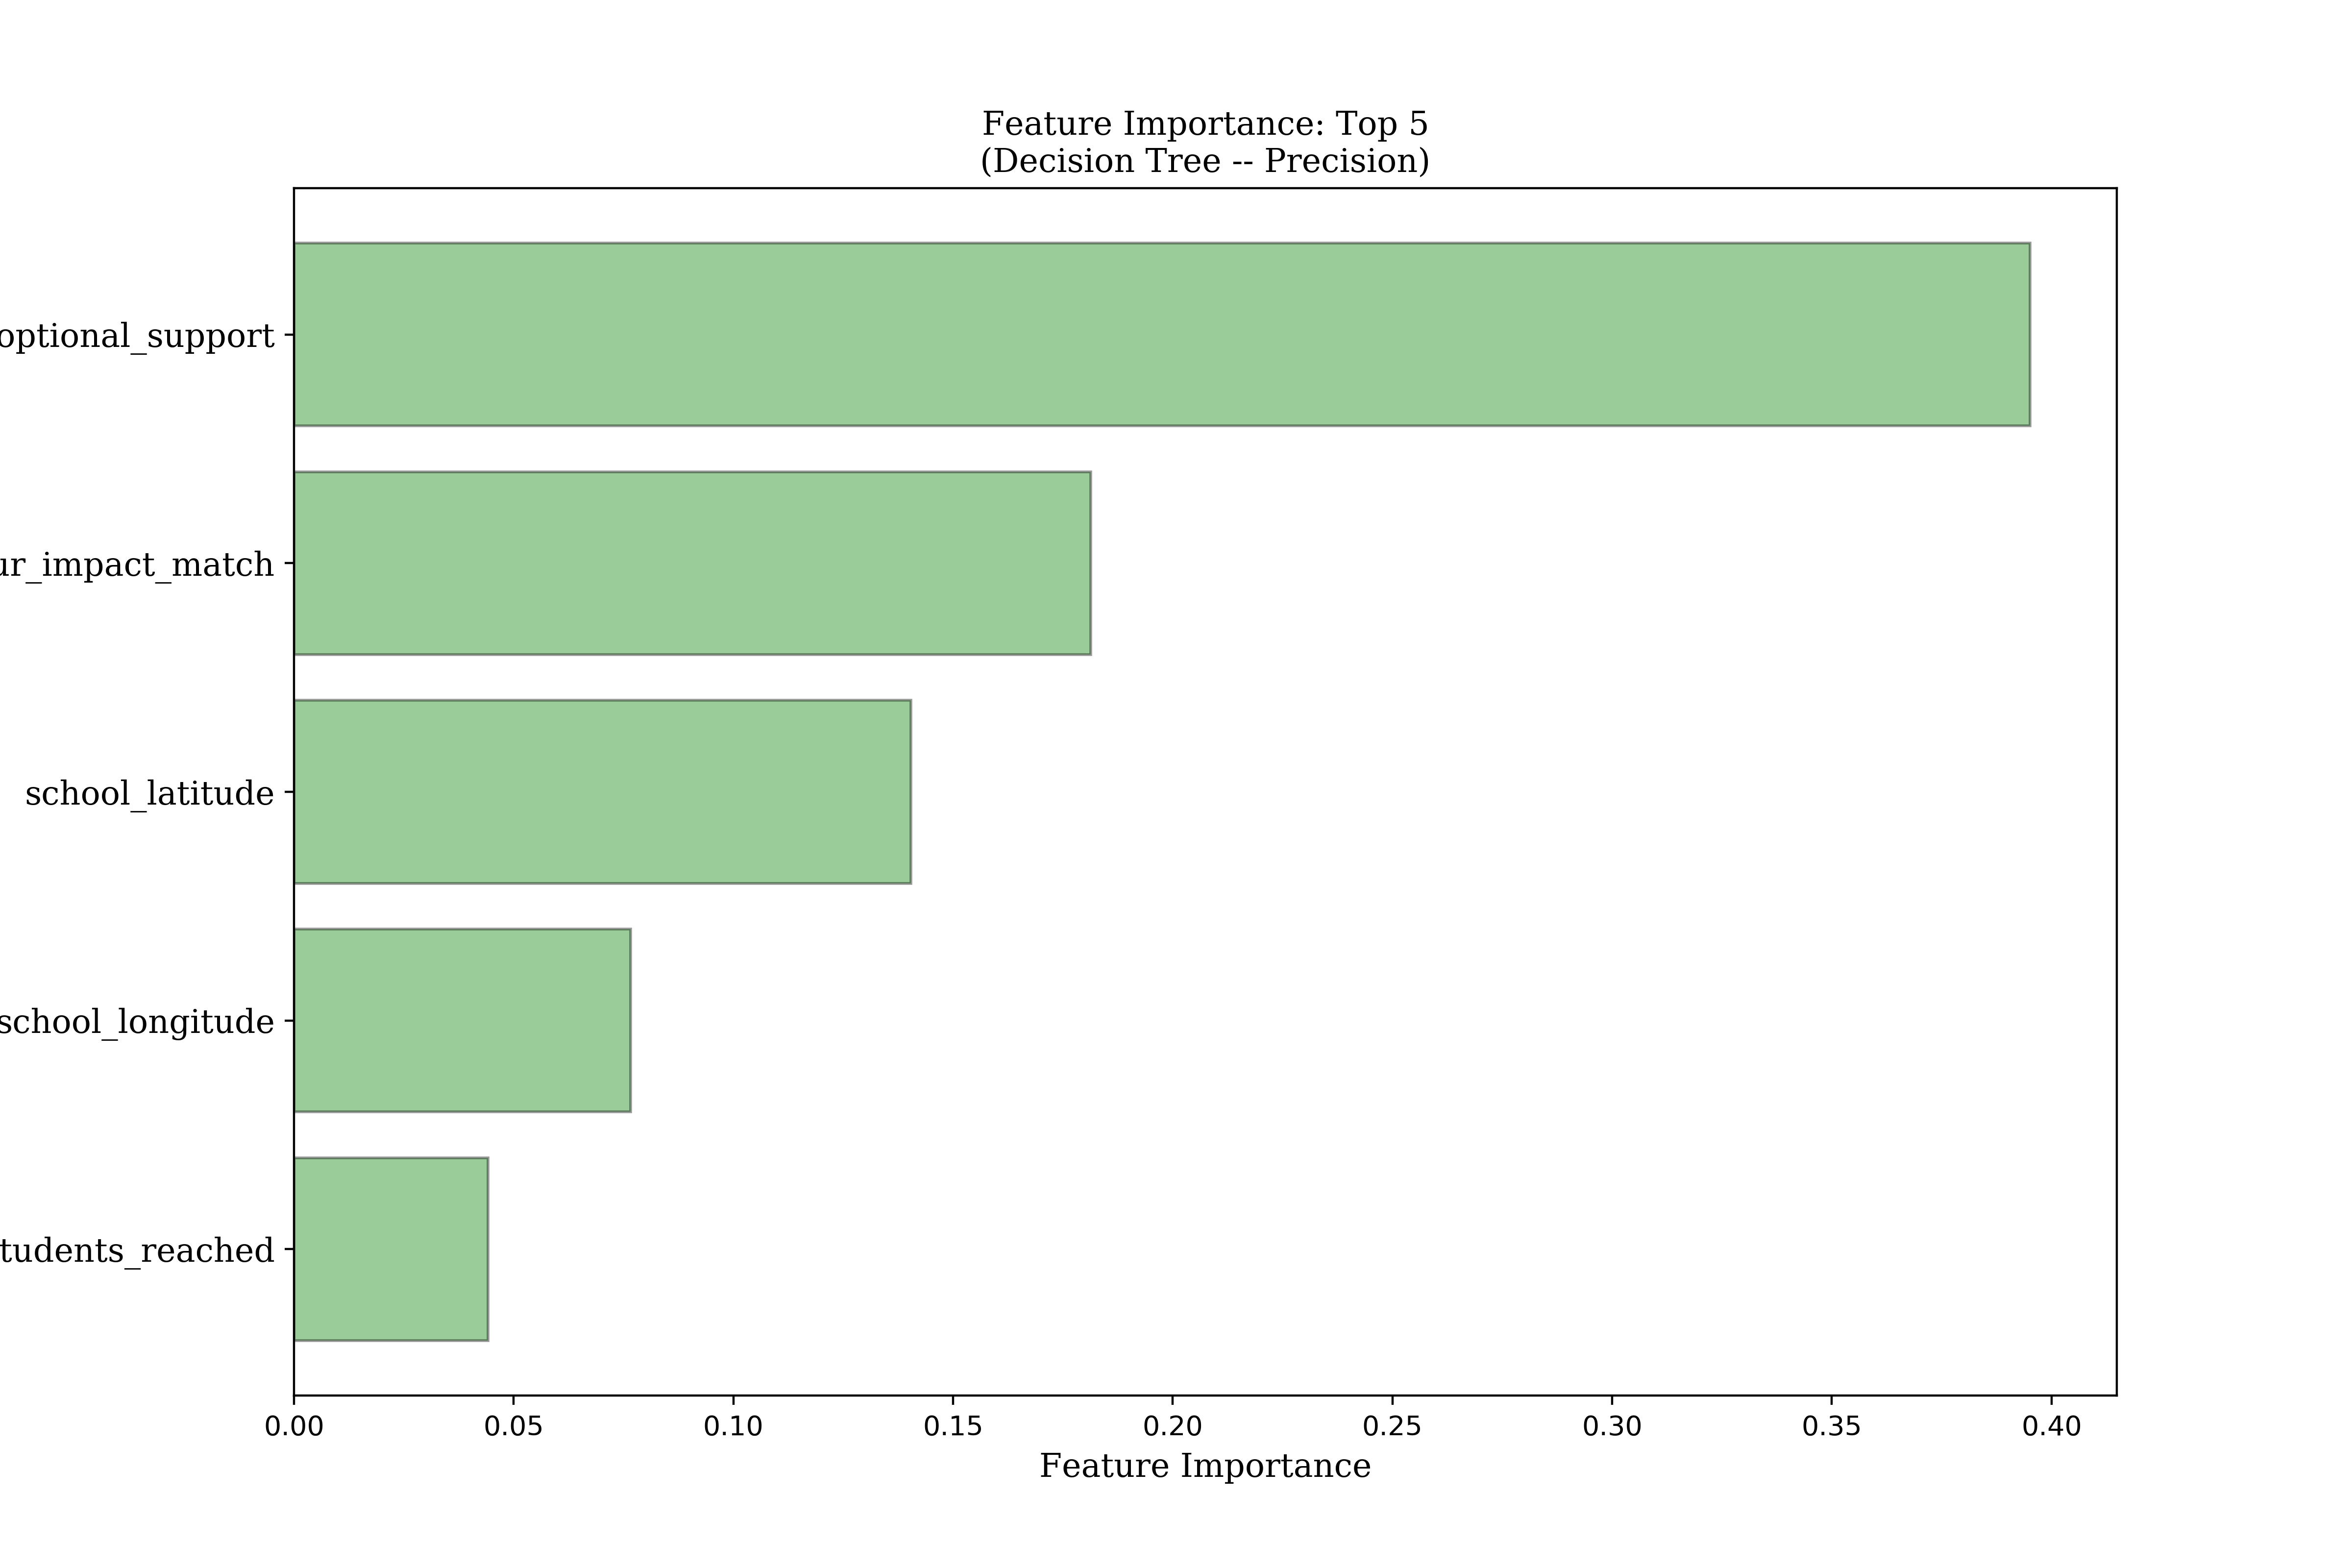 Feature Importance: Top 5
(Decision Tree -- Precision)
optional_support
ur_impact_match
school_latitude
school_longitude
tudents_reached
0.00 0.05 0.10 0.15 0.20 0.25 0.30 0.35 0.40
Feature Importance